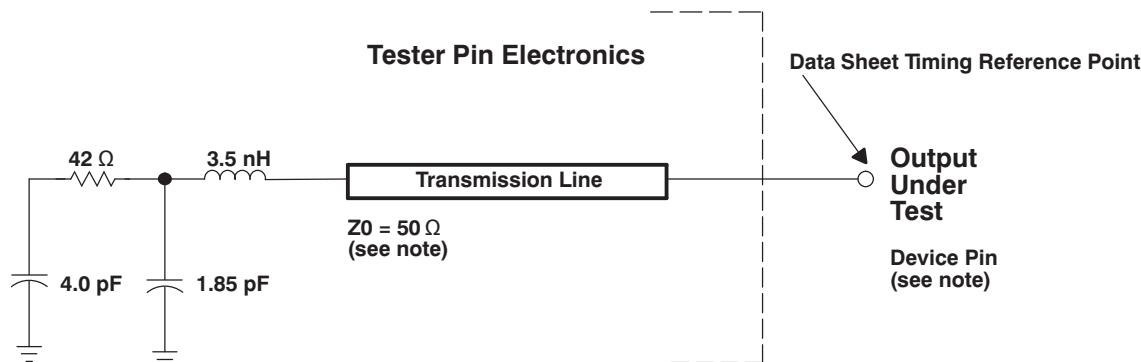 Tester Pin Electronics
Data Sheet Timing Reference Point
42 Ω
3.5 nH
Transmission Line
Output
Under
Test
Z0 = 50 Ω
(see note)
Device Pin
(see note)
4.0 pF
1.85 pF